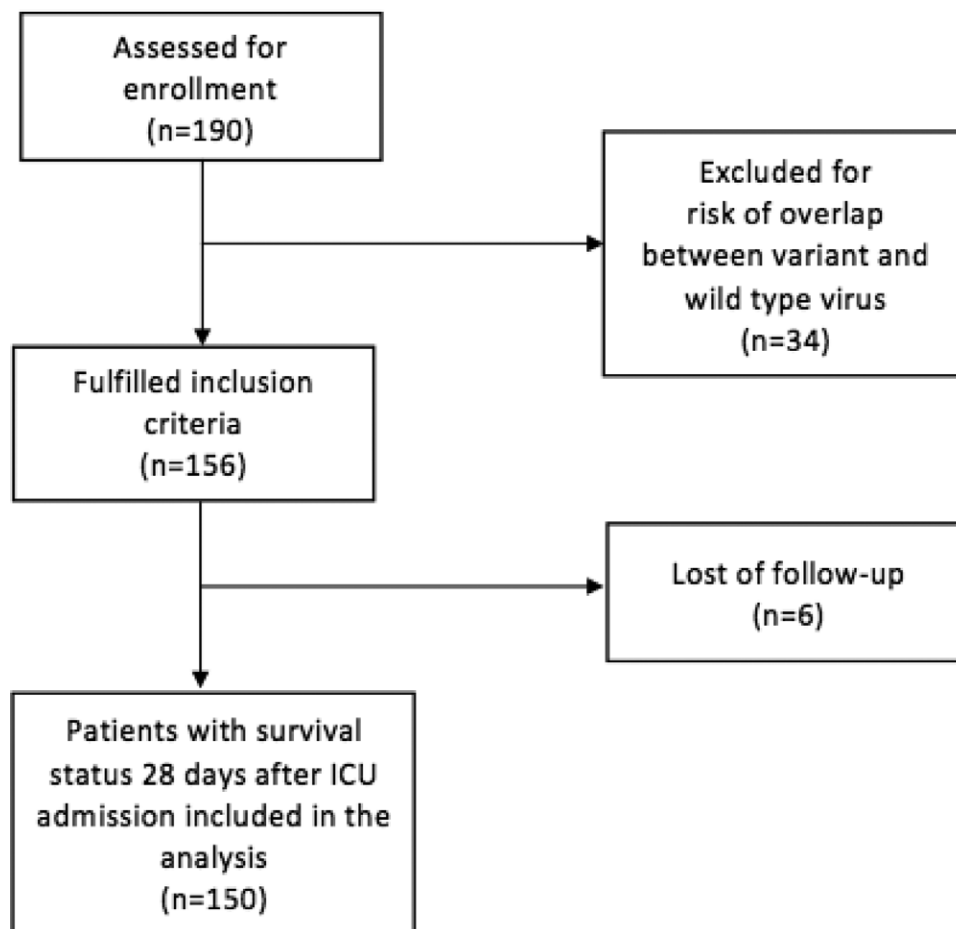 Assessed for
enrollment
(n=190)
Excluded for
risk of overlap
between variant and
wild type virus
(n=34)
Fulfilled inclusion
criteria
(n=156)
Lost of follow-up
(n=6)
Patients with survival
status 28 days after ICU
admission included in the
analysis
(n=150)